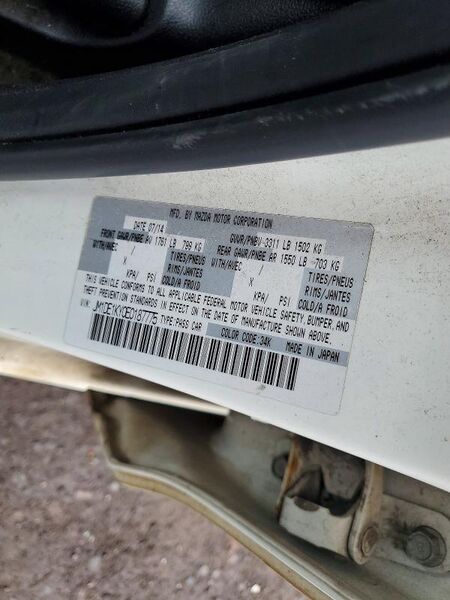 MFD. BY MAZDA MOTOR CORPORATION
DATE 07/14 GVWR/PNBV 3311 LB 1502 KG
FRONT GAWR/PNBE AV 1761 LB 799 KG REAR GAWR/PNBE AR 1550 LB 703 KG
WITH/AVEC / TIRES/PNEUS WITH/AVEC / TIRES/PNEUS
X RIMS/JANTES X RIMS/JANTES
KPA/ PSI COLD/A FROID KPA/ PSI COLD/A FROID
THIS VEHICLE CONFORMS TO ALL APPLICABLE FEDERAL MOTOR VEHICLE SAFETY, BUMPER, AND
THEFT PREVENTION STANDARDS IN EFFECT ON THE DATE OF MANUFACTURE SHOWN ABOVE.
VIN: JM1DE1KY0E0187775 TYPE:PASS CAR COLOR CODE:34K MADE IN JAPAN